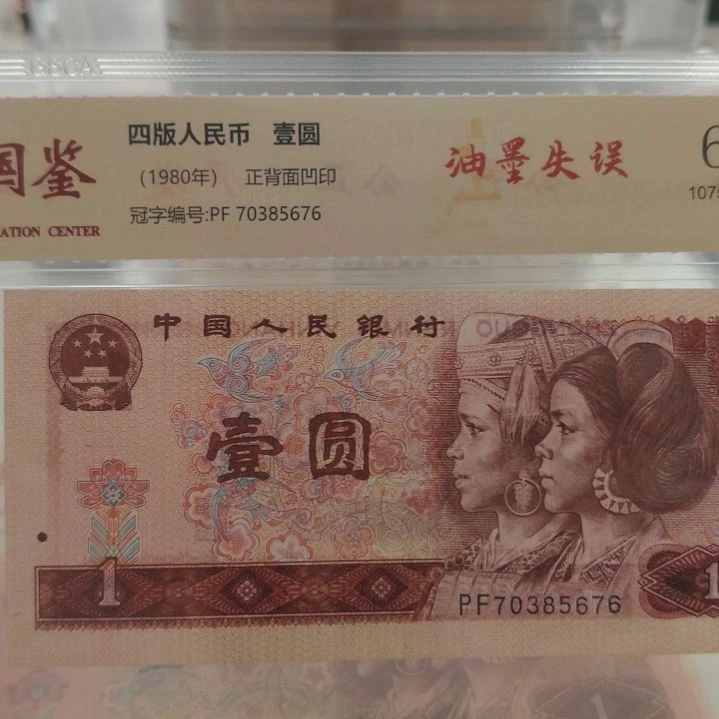 GPCA
国鉴
ATION CENTER
四版人民币 壹圆
(1980年) 正背面凹印
冠字编号:PF 70385676
油墨失误
6
1075
中国人民银行
壹圆
1
PF70385676
1